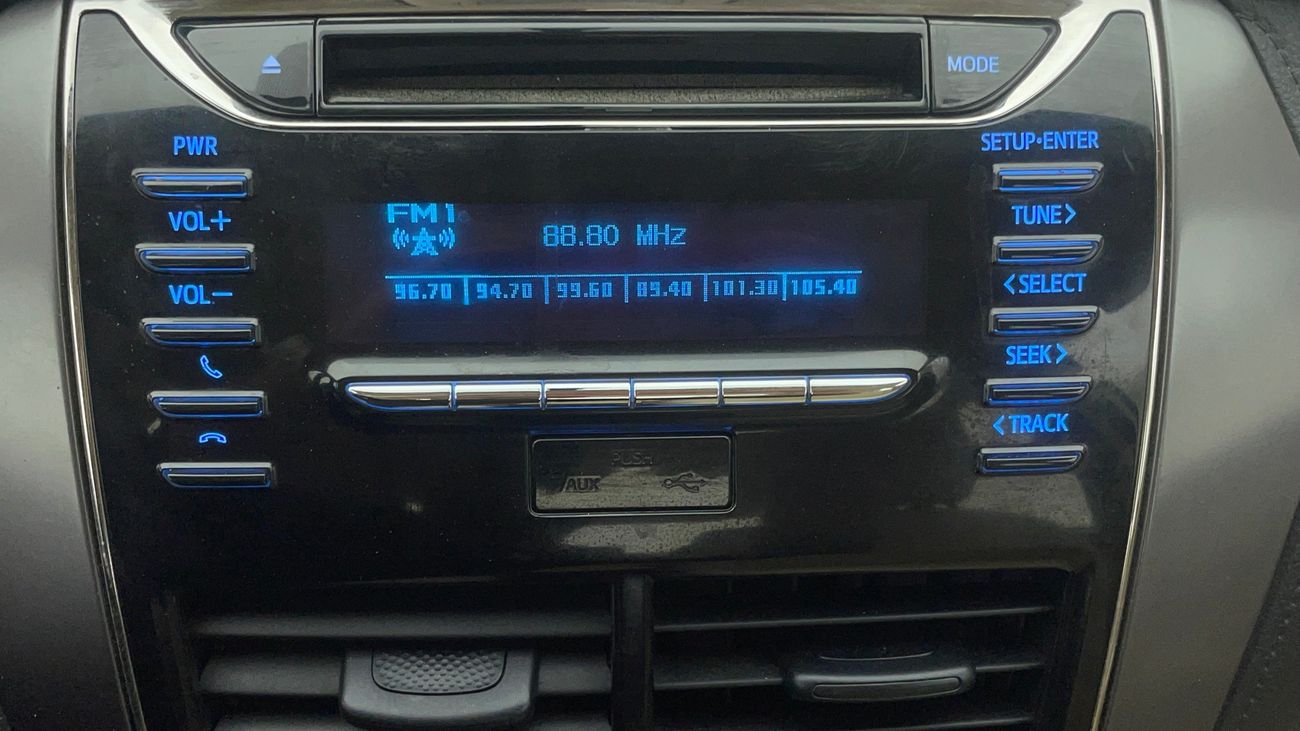 MODE
PWR
SETUP•ENTER
VOL+
FM1
88.80 MHz
TUNE>
VOL−
96.70 94.70 99.60 89.40 101.30 105.40
<SELECT
SEEK>
<TRACK
PUSH
AUX